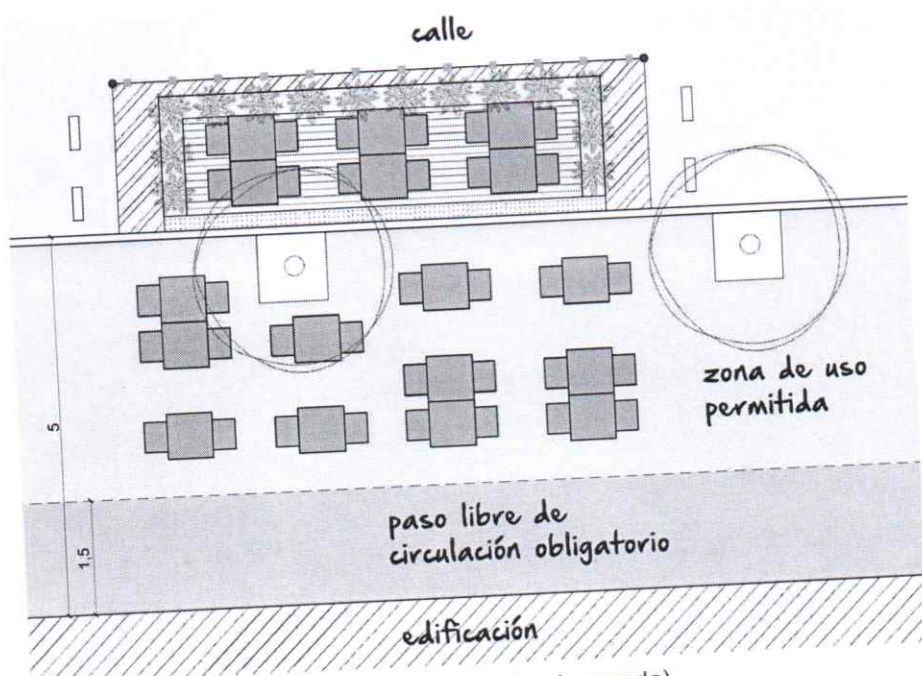 calle
zona de uso
permitida
5
1,5
paso libre de
circulación obligatorio
edificación